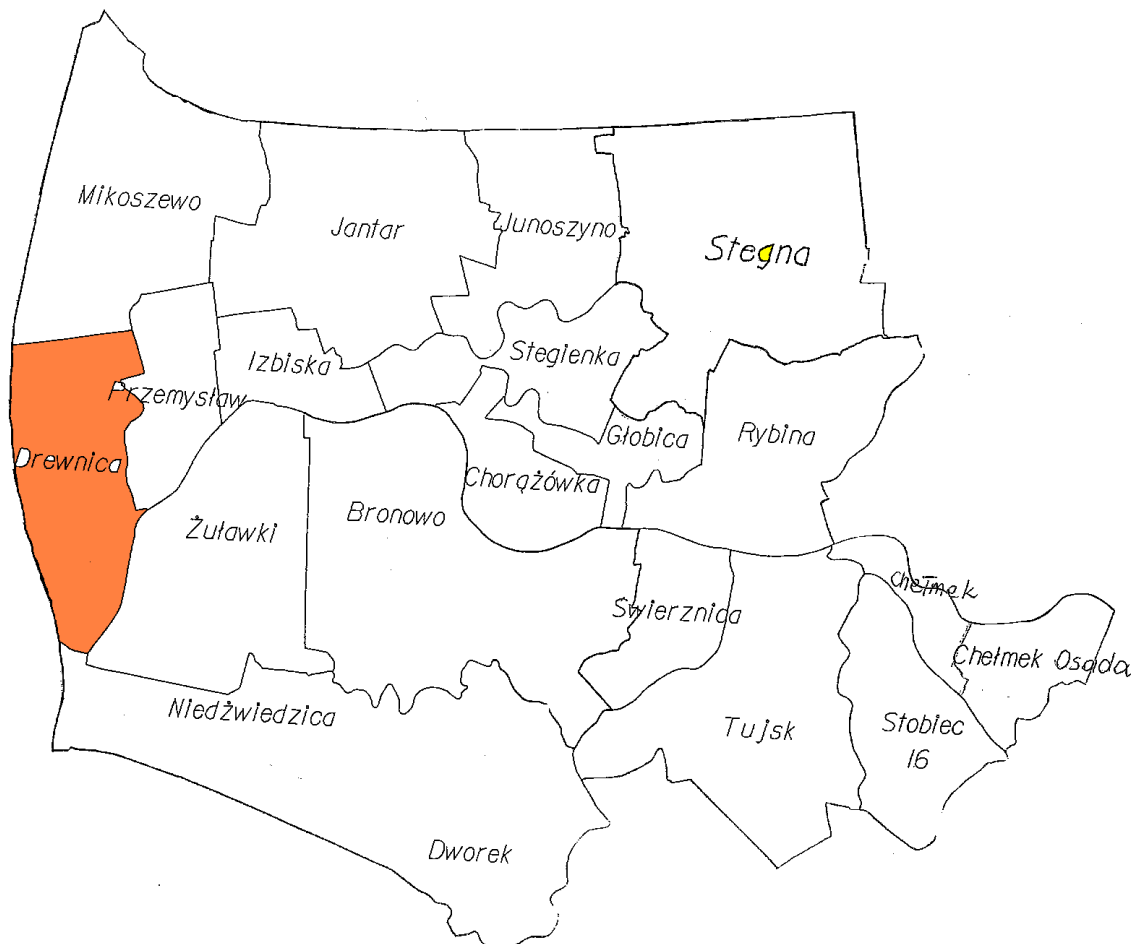 Mikoszewo
Jantar
Junoszyno
Stegna
Izbiska
Stegienka
Przemysław
Głobica
Rybina
Drewnica
Chorążówka
Bronowo
Żuławki
Chełmek
Świerznica
Chełmek Osada
Niedźwiedzica
Tujsk
Stobiec
16
Dworek